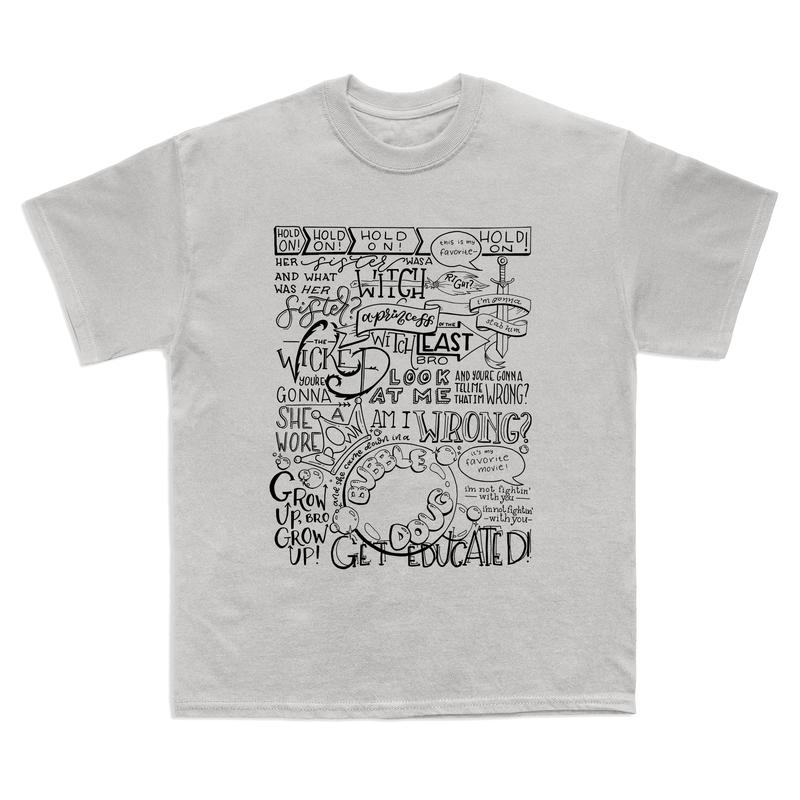 HOLD ON! HOLD ON! HOLD ON! HOLD ON!
this is my favorite-
HER sister WAS A WITCH
RIGHT?
AND WHAT WAS HER sister?
i'm gonna stab him
a princess
THE WICKED WITCH OF THE EAST BRO
YOU'RE GONNA LOOK AT ME
AND YOU'RE GONNA TELL ME THAT I'M WRONG?
AM I WRONG?
SHE WORE A CROWN
and she came down in a BUBBLE
DOUG
it's my favorite movie!
GROW UP, BRO
GROW UP!
i'm not fightin' with you
i'm not fightin' -with you-
GET EDUCATED!